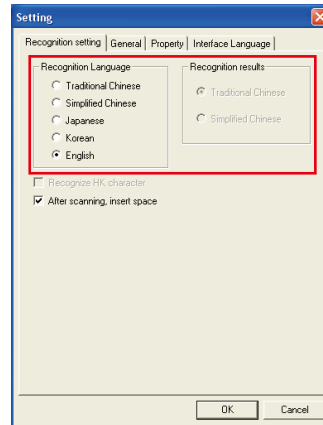 Setting
Recognition setting General Property Interface Language
Recognition Language
Traditional Chinese
Simplified Chinese
Japanese
Korean
English
Recognition results
Traditional Chinese
Simplified Chinese
Recognize HK character
After scanning, insert space
OK Cancel